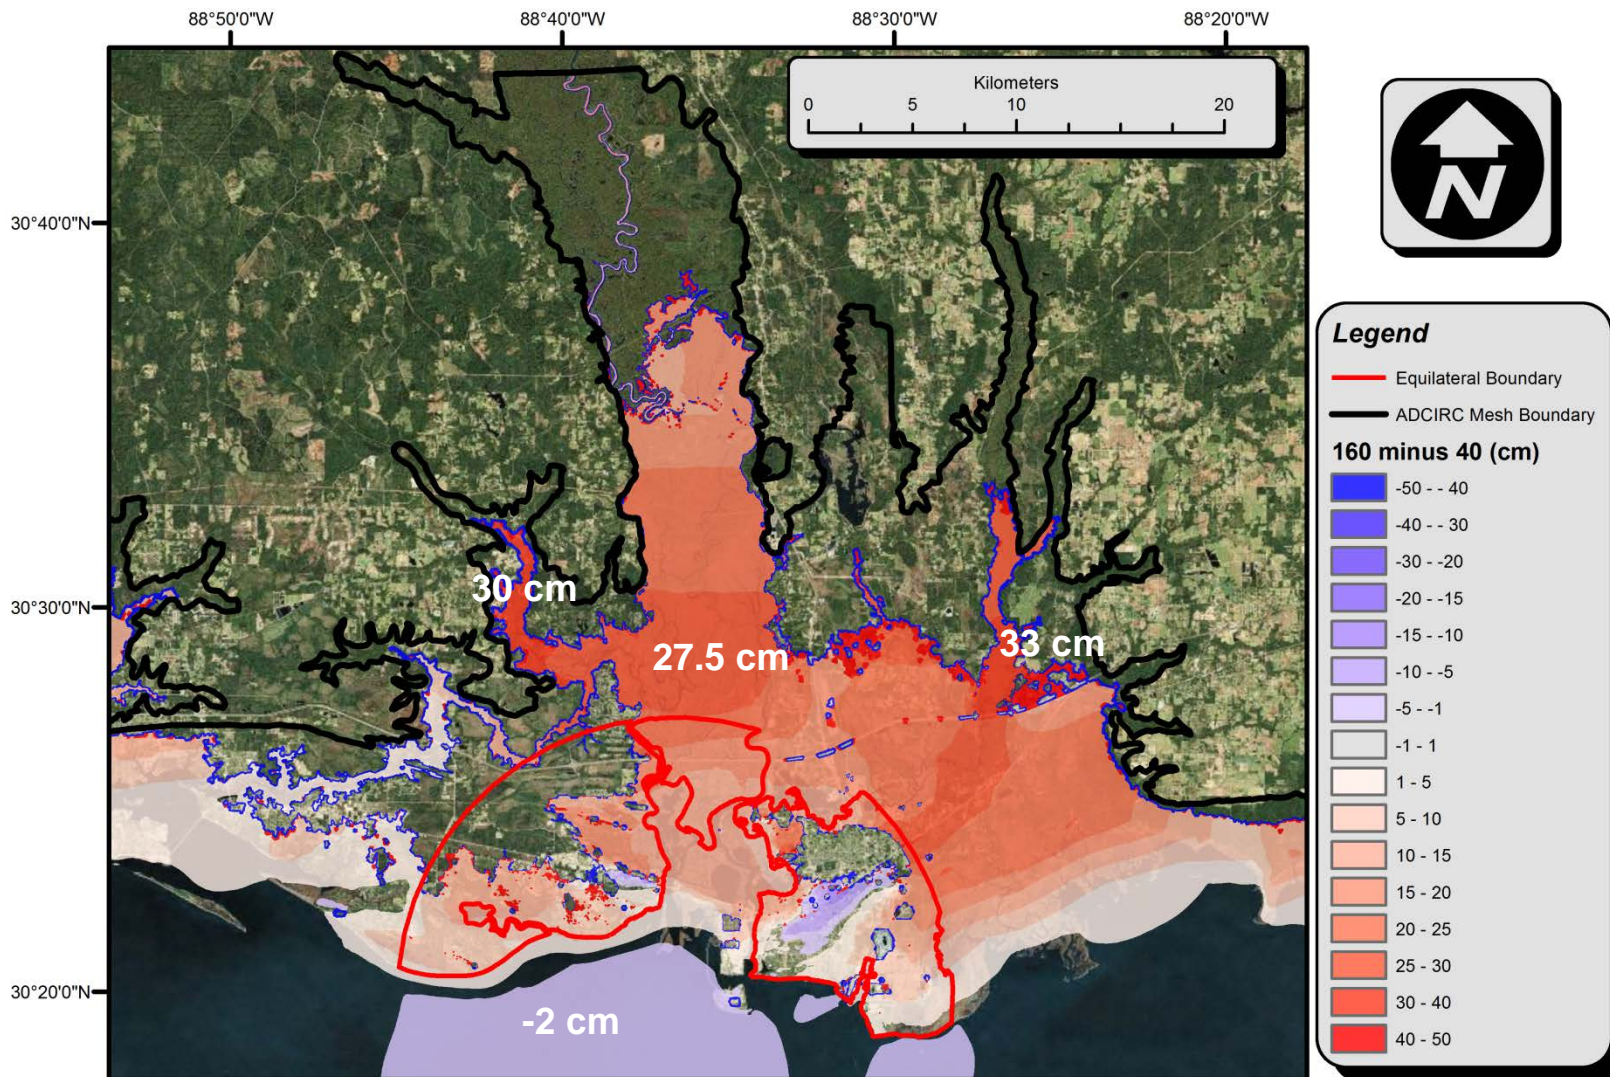 88°50'0"W 88°40'0"W 88°30'0"W 88°20'0"W
Kilometers
0 5 10 20
N
30°40'0"N
30°30'0"N
30°20'0"N
30 cm
27.5 cm
33 cm
-2 cm
Legend
Equilateral Boundary
ADCIRC Mesh Boundary
160 minus 40 (cm)
-50 - -40
-40 - -30
-30 - -20
-20 - -15
-15 - -10
-10 - -5
-5 - -1
-1 - 1
1 - 5
5 - 10
10 - 15
15 - 20
20 - 25
25 - 30
30 - 40
40 - 50